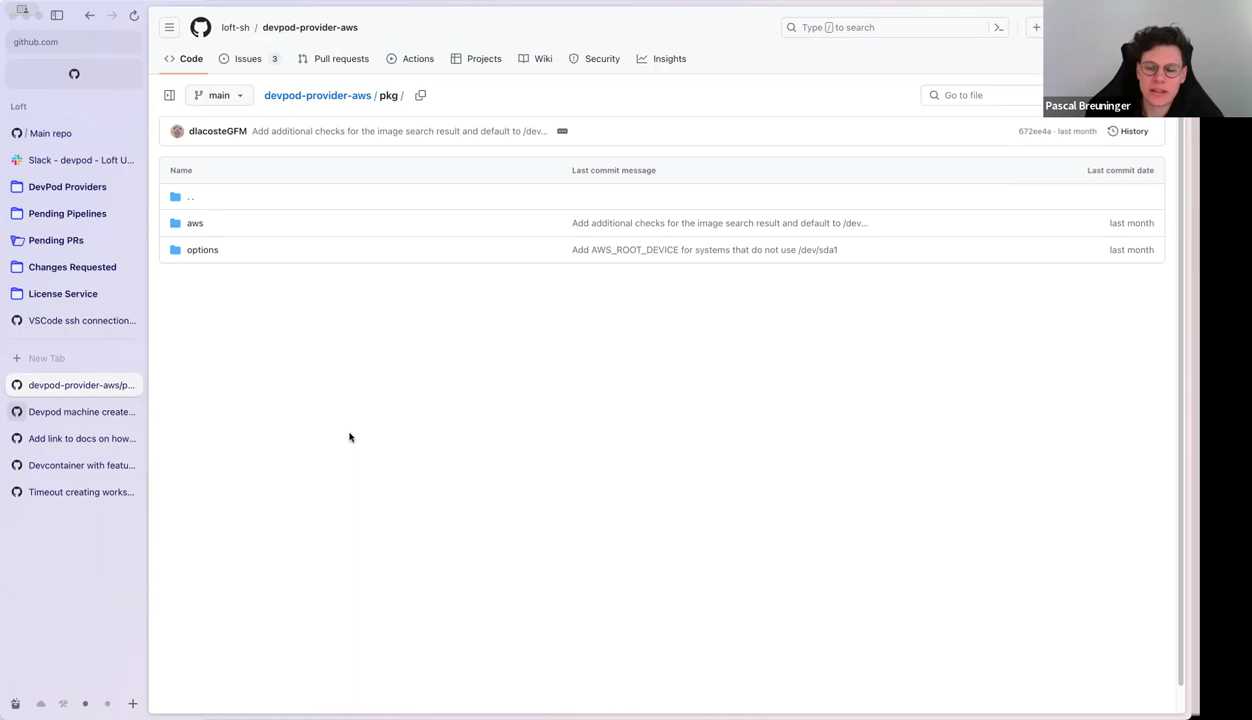 github.com
Loft
/ Main repo
Slack - devpod - Loft U...
DevPod Providers
Pending Pipelines
Pending PRs
Changes Requested
License Service
VSCode ssh connection...
New Tab
devpod-provider-aws/p...
Devpod machine create...
Add link to docs on how...
Devcontainer with featu...
Timeout creating works...
loft-sh / devpod-provider-aws
Type / to search
Code
Issues 3
Pull requests
Actions
Projects
Wiki
Security
Insights
main
devpod-provider-aws / pkg /
Go to file
dlacosteGFM Add additional checks for the image search result and default to /dev...
672ee4a · last month
History
Name Last commit message Last commit date
..
aws Add additional checks for the image search result and default to /dev... last month
options Add AWS_ROOT_DEVICE for systems that do not use /dev/sda1 last month
Pascal Breuninger